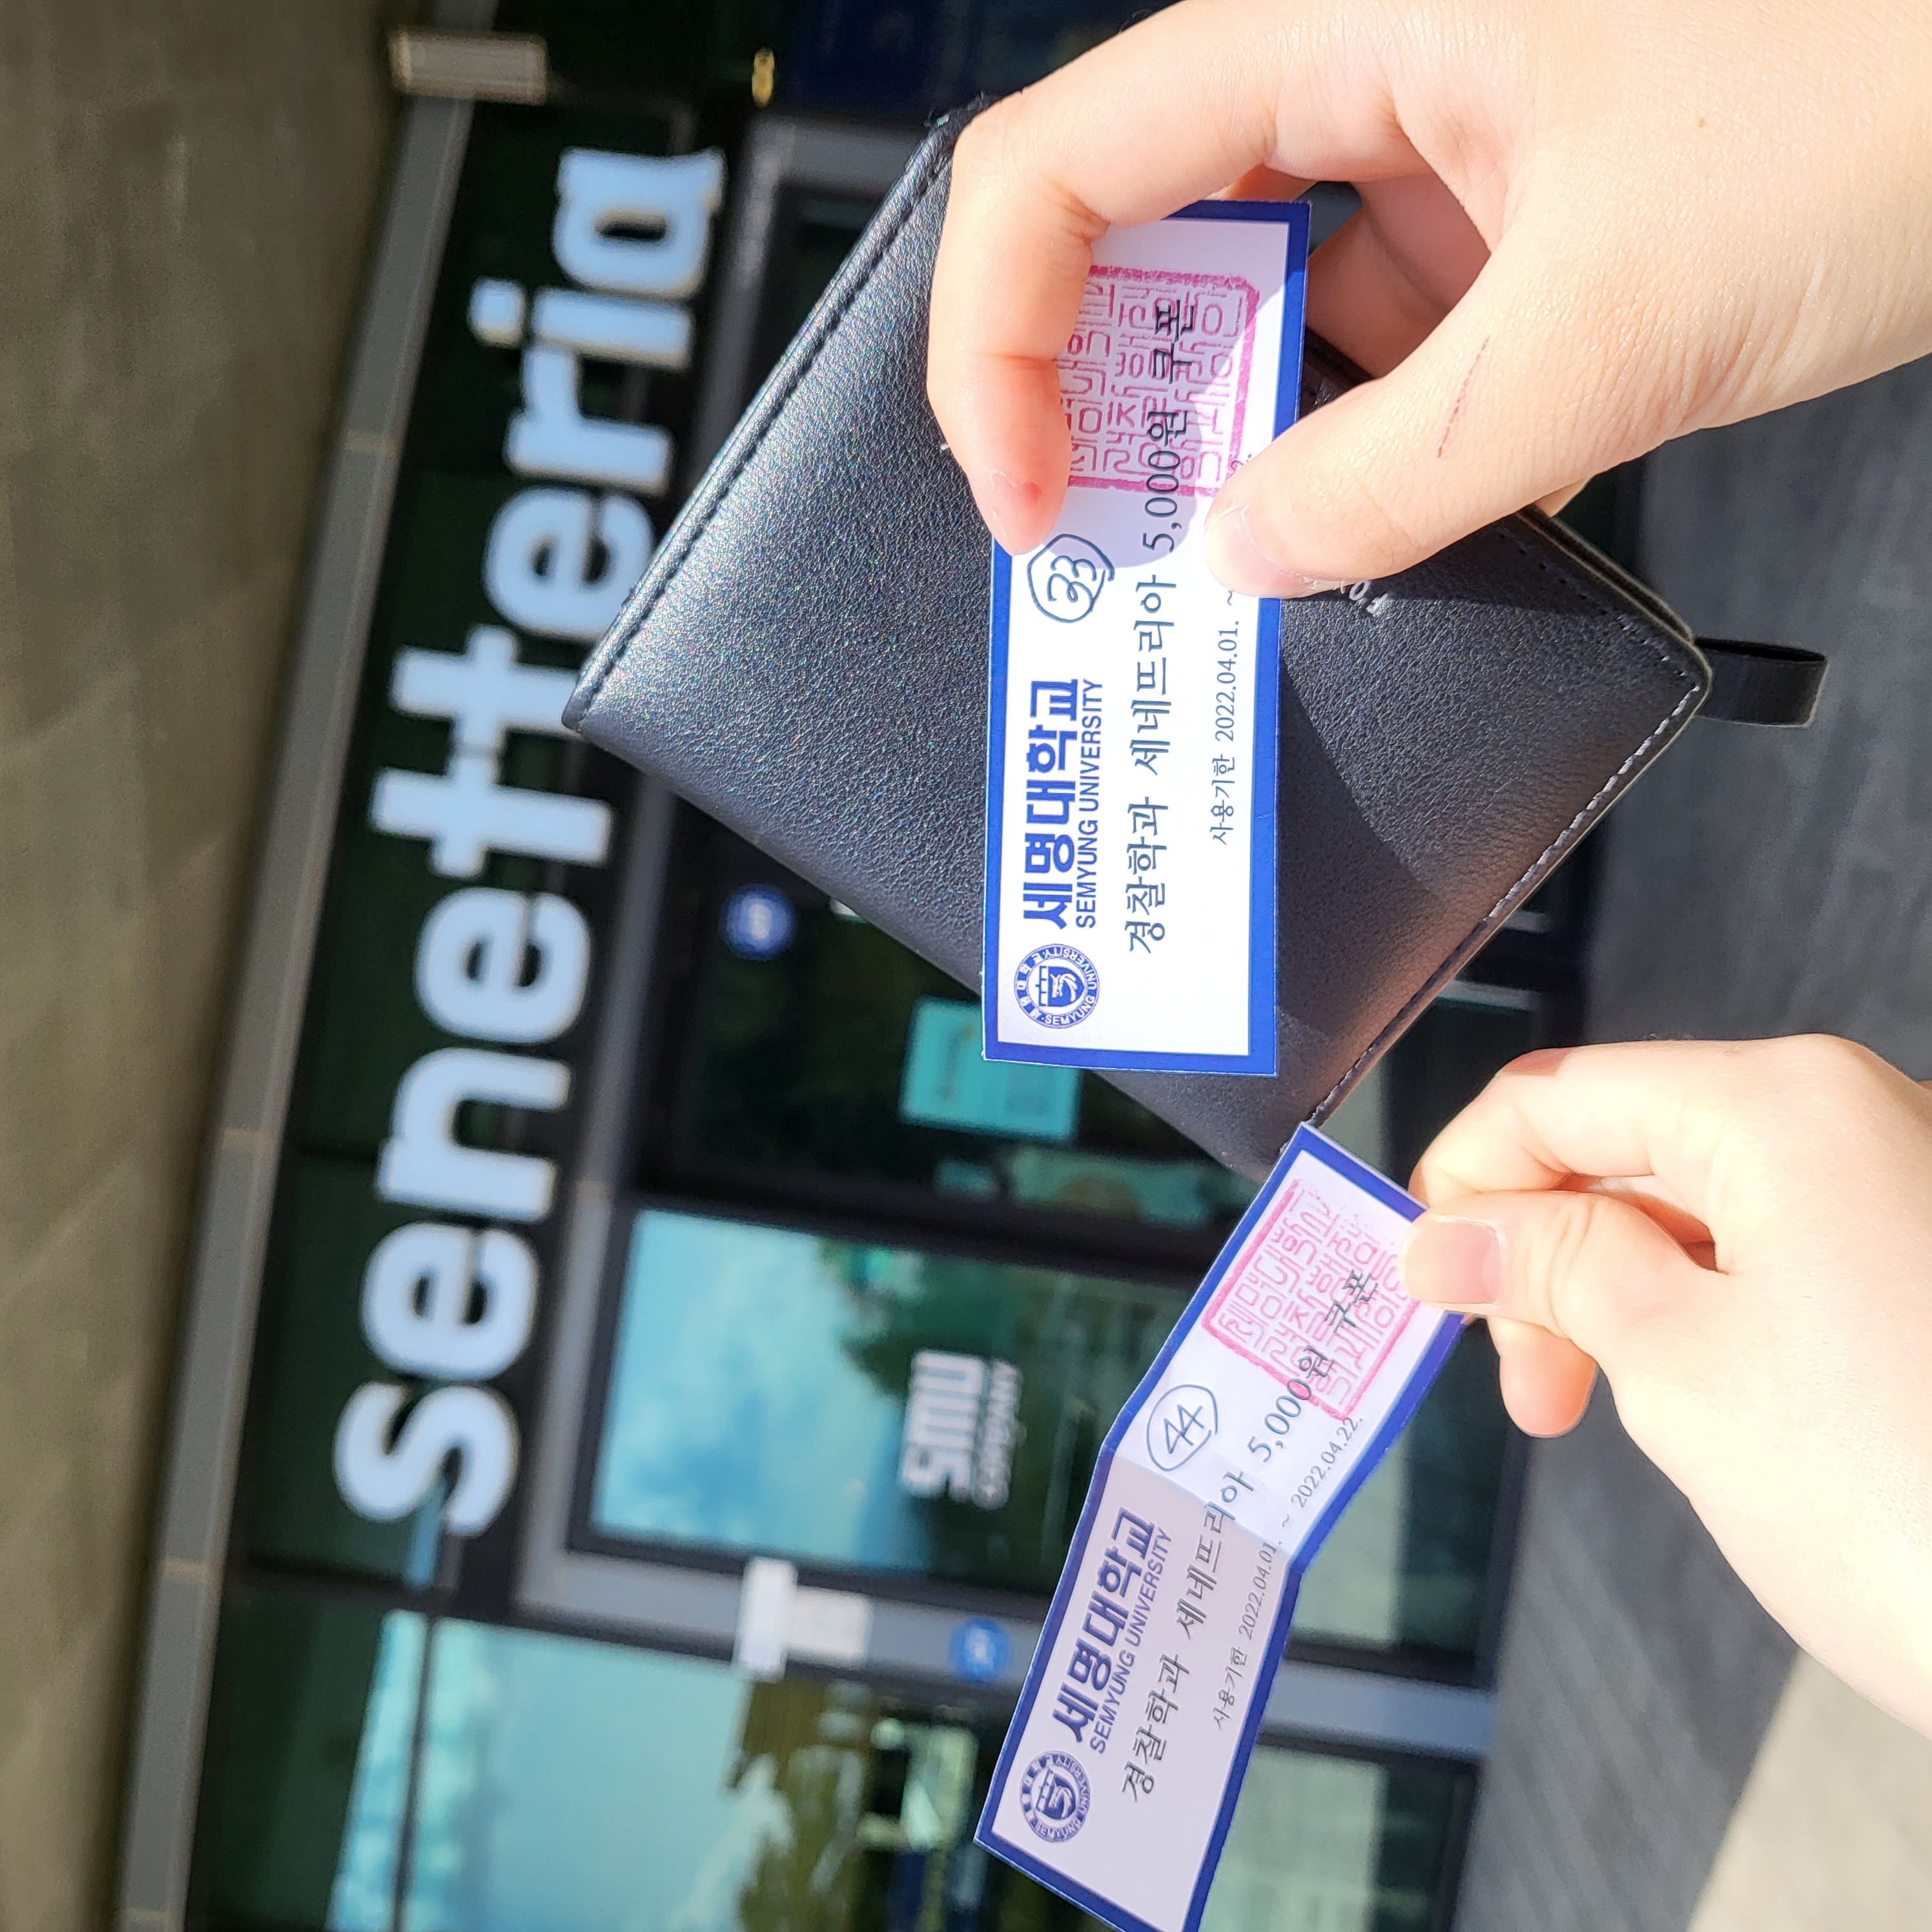 Senetteria
SMU
COMPANY
세명대학교
SEMYUNG UNIVERSITY
33
경찰학과 세네뜨리아 5,000원 쿠폰
사용기한 2022.04.01. ~
세명대학교
SEMYUNG UNIVERSITY
44
경찰학과 세네뜨리아 5,000원 쿠폰
사용기한 2022.04.01. ~ 2022.04.22.